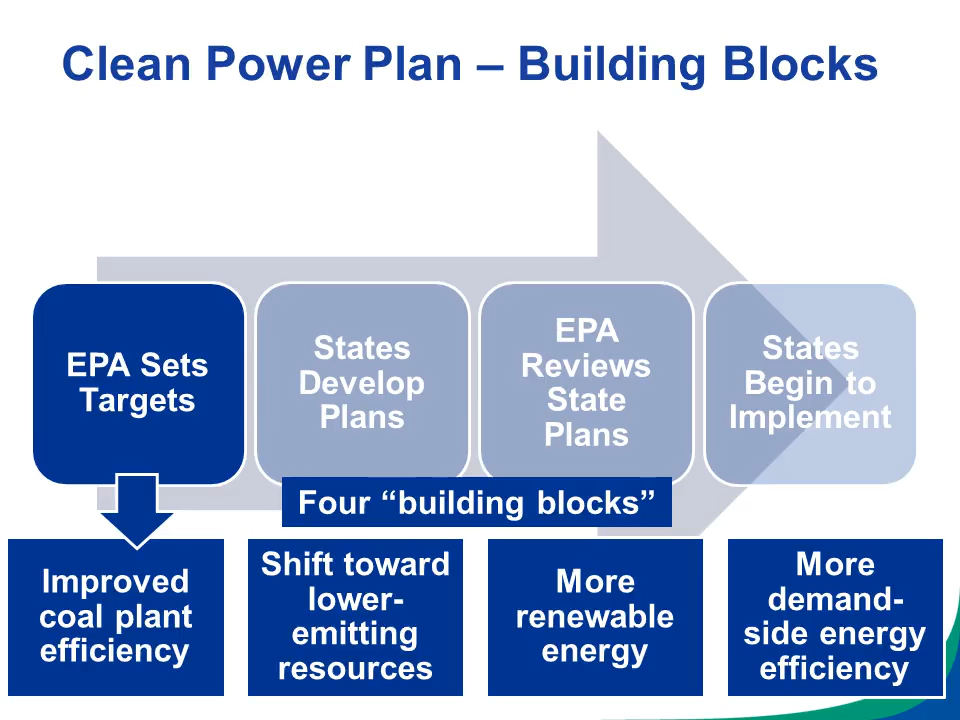 Clean Power Plan – Building Blocks
EPA Sets
Targets
States
Develop
Plans
EPA
Reviews
State
Plans
States
Begin to
Implement
Four “building blocks”
Improved
coal plant
efficiency
Shift toward
lower-
emitting
resources
More
renewable
energy
More
demand-
side energy
efficiency